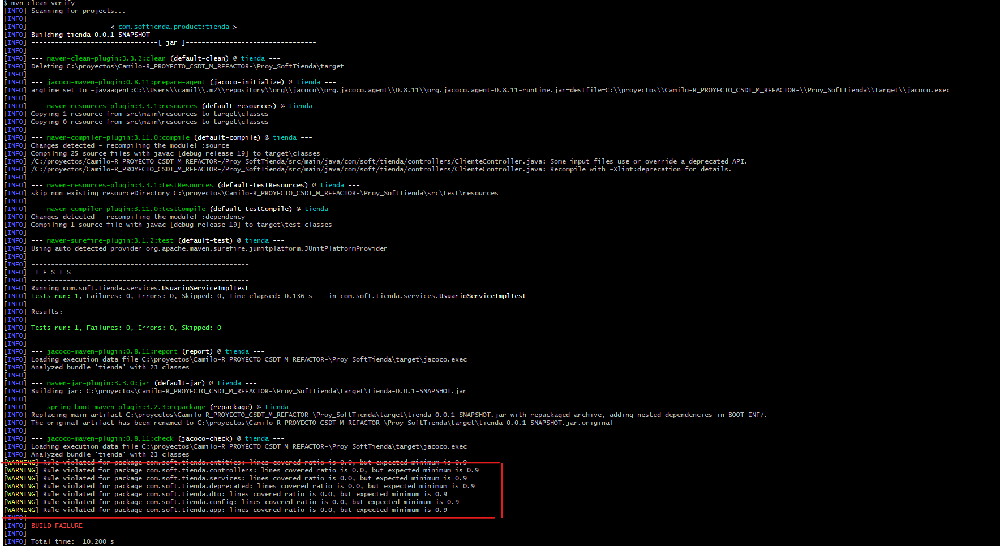 $ mvn clean verify
[INFO] Scanning for projects...
[INFO]
[INFO] --------------------< com.softienda.product:tienda >--------------------
[INFO] Building tienda 0.0.1-SNAPSHOT
[INFO] --------------------------------[ jar ]---------------------------------
[INFO]
[INFO] --- maven-clean-plugin:3.3.2:clean (default-clean) @ tienda ---
[INFO] Deleting C:\proyectos\Camilo-R_PROYECTO_CSDT_M_REFACTOR-\Proy_SoftTienda\target
[INFO]
[INFO] --- jacoco-maven-plugin:0.8.11:prepare-agent (jacoco-initialize) @ tienda ---
[INFO] argLine set to -javaagent:C:\\Users\\camil\\.m2\\repository\\org\\jacoco\\org.jacoco.agent\\0.8.11\\org.jacoco.agent-0.8.11-runtime.jar=destfile=C:\\proyectos\\Camilo-R_PROYECTO_CSDT_M_REFACTOR-\\Proy_SoftTienda\\target\\jacoco.exec
[INFO]
[INFO] --- maven-resources-plugin:3.3.1:resources (default-resources) @ tienda ---
[INFO] Copying 1 resource from src\main\resources to target\classes
[INFO] Copying 0 resource from src\main\resources to target\classes
[INFO]
[INFO] --- maven-compiler-plugin:3.11.0:compile (default-compile) @ tienda ---
[INFO] Changes detected - recompiling the module! :source
[INFO] Compiling 25 source files with javac [debug release 19] to target\classes
[INFO] /C:/proyectos/Camilo-R_PROYECTO_CSDT_M_REFACTOR-/Proy_SoftTienda/src/main/java/com/soft/tienda/controllers/ClienteController.java: Some input files use or override a deprecated API.
[INFO] /C:/proyectos/Camilo-R_PROYECTO_CSDT_M_REFACTOR-/Proy_SoftTienda/src/main/java/com/soft/tienda/controllers/ClienteController.java: Recompile with -Xlint:deprecation for details.
[INFO]
[INFO] --- maven-resources-plugin:3.3.1:testResources (default-testResources) @ tienda ---
[INFO] skip non existing resourceDirectory C:\proyectos\Camilo-R_PROYECTO_CSDT_M_REFACTOR-\Proy_SoftTienda\src\test\resources
[INFO]
[INFO] --- maven-compiler-plugin:3.11.0:testCompile (default-testCompile) @ tienda ---
[INFO] Changes detected - recompiling the module! :dependency
[INFO] Compiling 1 source file with javac [debug release 19] to target\test-classes
[INFO]
[INFO] --- maven-surefire-plugin:3.1.2:test (default-test) @ tienda ---
[INFO] Using auto detected provider org.apache.maven.surefire.junitplatform.JUnitPlatformProvider
[INFO]
[INFO] -------------------------------------------------------
[INFO]  T E S T S
[INFO] -------------------------------------------------------
[INFO] Running com.soft.tienda.services.UsuarioServiceImplTest
[INFO] Tests run: 1, Failures: 0, Errors: 0, Skipped: 0, Time elapsed: 0.136 s -- in com.soft.tienda.services.UsuarioServiceImplTest
[INFO]
[INFO] Results:
[INFO]
[INFO] Tests run: 1, Failures: 0, Errors: 0, Skipped: 0
[INFO]
[INFO]
[INFO] --- jacoco-maven-plugin:0.8.11:report (report) @ tienda ---
[INFO] Loading execution data file C:\proyectos\Camilo-R_PROYECTO_CSDT_M_REFACTOR-\Proy_SoftTienda\target\jacoco.exec
[INFO] Analyzed bundle 'tienda' with 23 classes
[INFO]
[INFO] --- maven-jar-plugin:3.3.0:jar (default-jar) @ tienda ---
[INFO] Building jar: C:\proyectos\Camilo-R_PROYECTO_CSDT_M_REFACTOR-\Proy_SoftTienda\target\tienda-0.0.1-SNAPSHOT.jar
[INFO]
[INFO] --- spring-boot-maven-plugin:3.2.3:repackage (repackage) @ tienda ---
[INFO] Replacing main artifact C:\proyectos\Camilo-R_PROYECTO_CSDT_M_REFACTOR-\Proy_SoftTienda\target\tienda-0.0.1-SNAPSHOT.jar with repackaged archive, adding nested dependencies in BOOT-INF/.
[INFO] The original artifact has been renamed to C:\proyectos\Camilo-R_PROYECTO_CSDT_M_REFACTOR-\Proy_SoftTienda\target\tienda-0.0.1-SNAPSHOT.jar.original
[INFO]
[INFO] --- jacoco-maven-plugin:0.8.11:check (jacoco-check) @ tienda ---
[INFO] Loading execution data file C:\proyectos\Camilo-R_PROYECTO_CSDT_M_REFACTOR-\Proy_SoftTienda\target\jacoco.exec
[INFO] Analyzed bundle 'tienda' with 23 classes
[WARNING] Rule violated for package com.soft.tienda.entities: lines covered ratio is 0.0, but expected minimum is 0.9
[WARNING] Rule violated for package com.soft.tienda.controllers: lines covered ratio is 0.0, but expected minimum is 0.9
[WARNING] Rule violated for package com.soft.tienda.services: lines covered ratio is 0.0, but expected minimum is 0.9
[WARNING] Rule violated for package com.soft.tienda.deprecated: lines covered ratio is 0.0, but expected minimum is 0.9
[WARNING] Rule violated for package com.soft.tienda.dto: lines covered ratio is 0.0, but expected minimum is 0.9
[WARNING] Rule violated for package com.soft.tienda.config: lines covered ratio is 0.0, but expected minimum is 0.9
[WARNING] Rule violated for package com.soft.tienda.app: lines covered ratio is 0.0, but expected minimum is 0.9
[INFO]
[INFO] BUILD FAILURE
[INFO] ------------------------------------------------------------------------
[INFO] Total time:  10.200 s